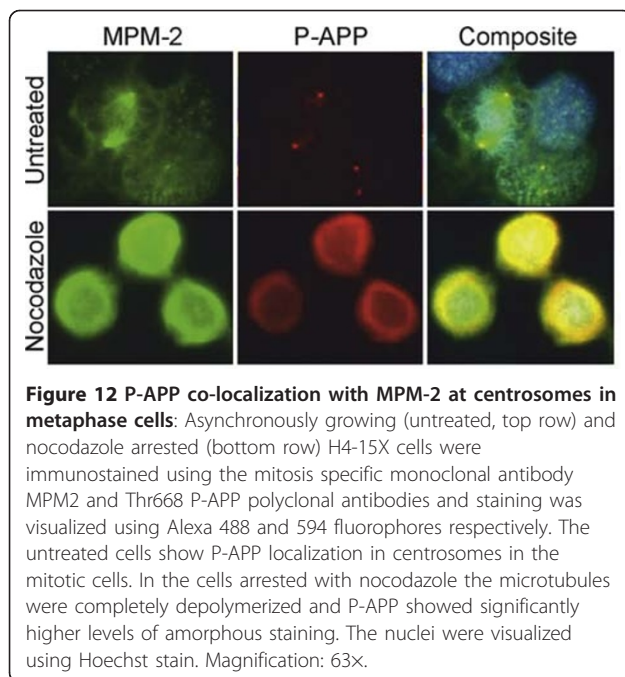 MPM-2 P-APP Composite
Untreated
Nocodazole
Figure 12 P-APP co-localization with MPM-2 at centrosomes in
metaphase cells: Asynchronously growing (untreated, top row) and
nocodazole arrested (bottom row) H4-15X cells were
immunostained using the mitosis specific monoclonal antibody
MPM2 and Thr668 P-APP polyclonal antibodies and staining was
visualized using Alexa 488 and 594 fluorophores respectively. The
untreated cells show P-APP localization in centrosomes in the
mitotic cells. In the cells arrested with nocodazole the microtubules
were completely depolymerized and P-APP showed significantly
higher levels of amorphous staining. The nuclei were visualized
using Hoechst stain. Magnification: 63×.